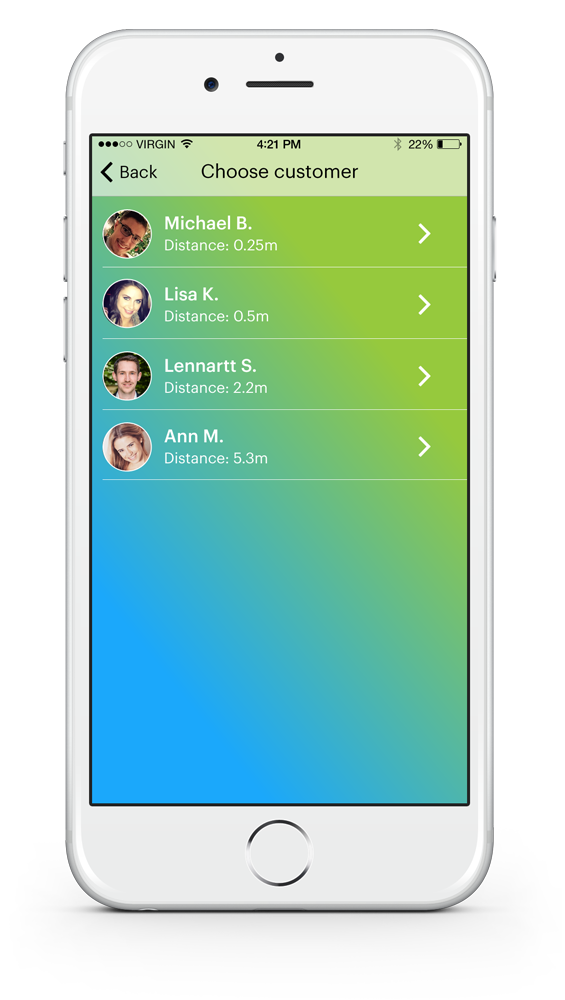 VIRGIN 4:21 PM 22%
Back Choose customer
Michael B.
Distance: 0.25m
Lisa K.
Distance: 0.5m
Lennartt S.
Distance: 2.2m
Ann M.
Distance: 5.3m